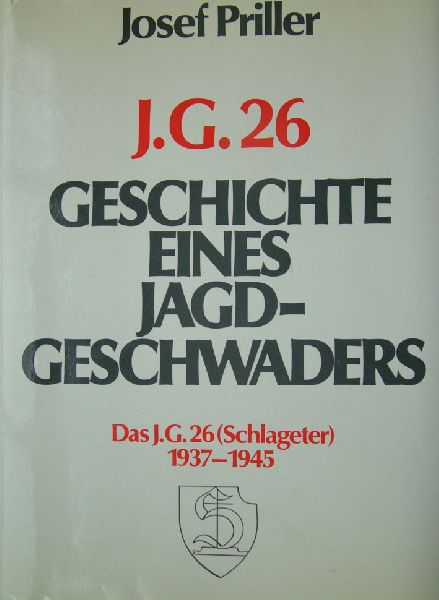 Josef Priller
J.G. 26
GESCHICHTE
EINES
JAGD-
GESCHWADERS
Das J.G. 26 (Schlageter)
1937–1945
S